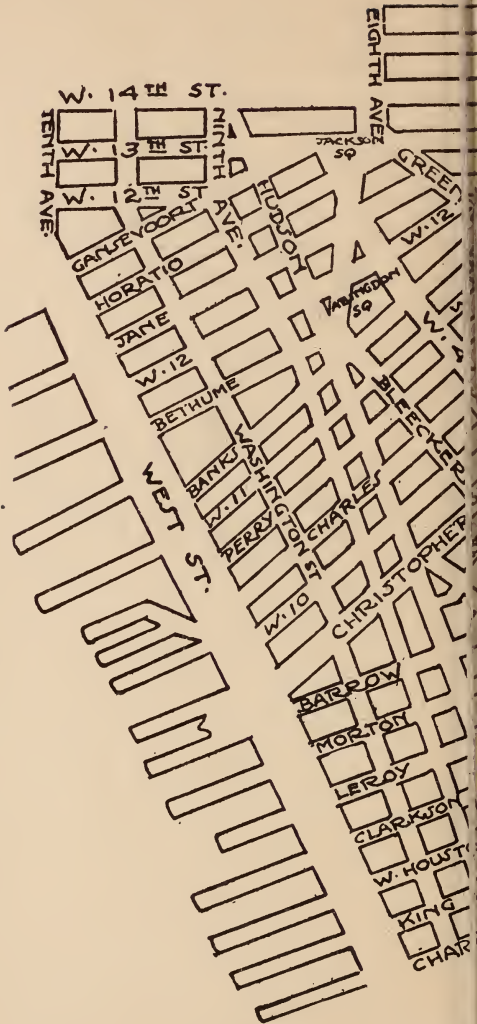 EIGHTH AVE.
W. 14TH ST.
TENTH AVE.
NINTH AVE.
W. 13TH ST.
JACKSON SQ
W. 12TH ST
GREEN
HUDSON
W. 12
GANSEVOORT
HORATIO
ABINGDON SQ
JANE
W. 4
W. 12
BLEECKER
BETHUME
WASHINGTON ST
BANKS
WEST ST.
W. 11
CHARLES
PERRY
CHRISTOPHER
W. 10
BARROW
MORTON
LEROY
CLARKSON
W. HOUST
KING
CHAR